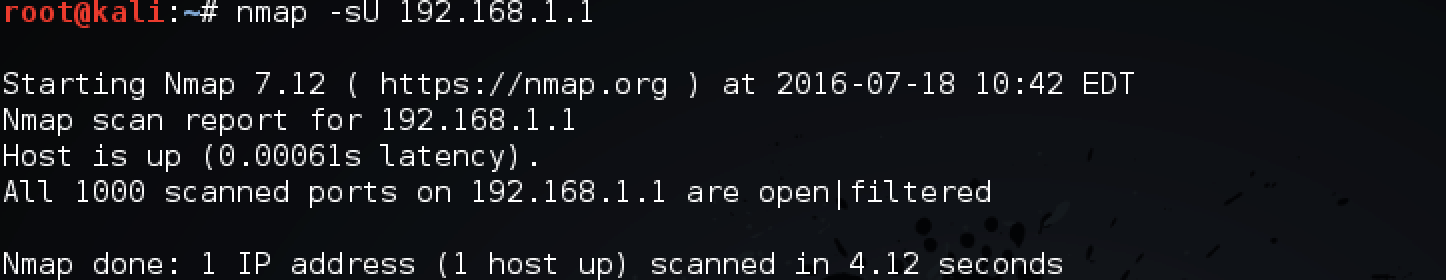 root@kali:~# nmap -sU 192.168.1.1
Starting Nmap 7.12 ( https://nmap.org ) at 2016-07-18 10:42 EDT
Nmap scan report for 192.168.1.1
Host is up (0.00061s latency).
All 1000 scanned ports on 192.168.1.1 are open|filtered
Nmap done: 1 IP address (1 host up) scanned in 4.12 seconds